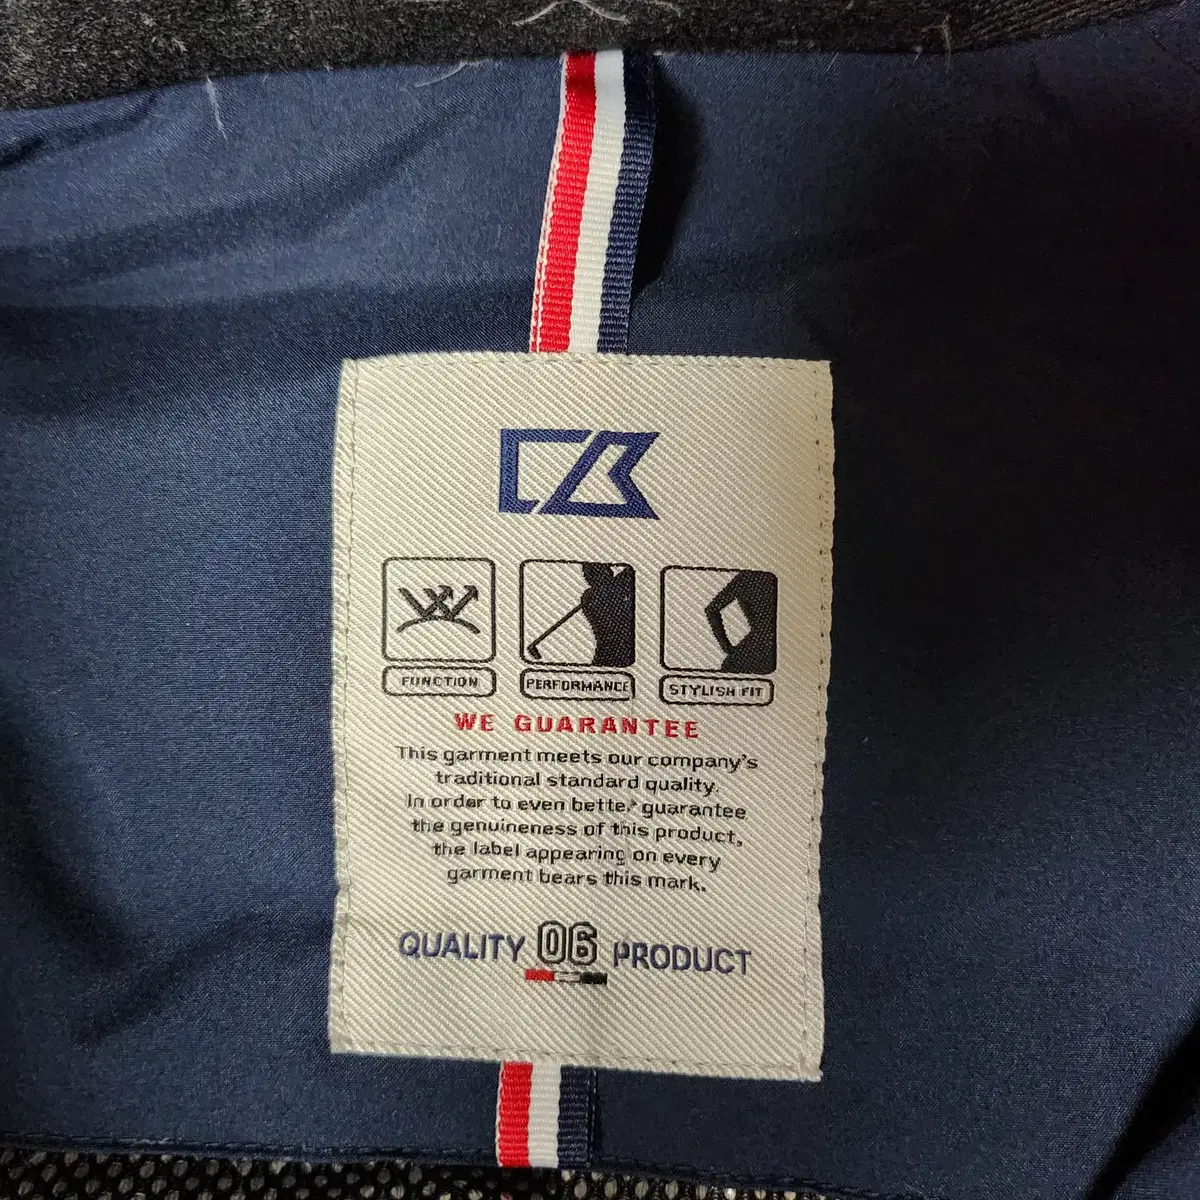 FUNCTION PERFORMANCE STYLISH FIT
WE GUARANTEE
This garment meets our company's
traditional standard quality.
In order to even better guarantee
the genuineness of this product,
the label appearing on every
garment bears this mark.
QUALITY 06 PRODUCT